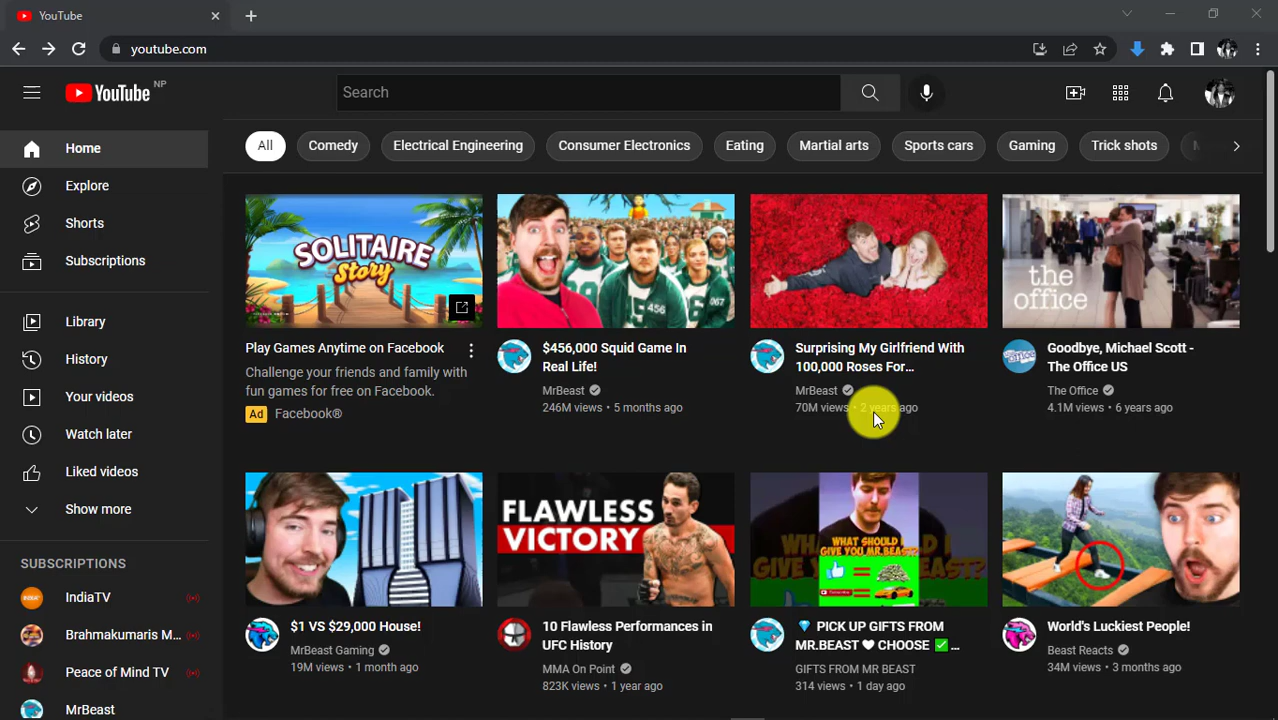 YouTube
youtube.com
YouTube NP
Search
All
Comedy
Electrical Engineering
Consumer Electronics
Eating
Martial arts
Sports cars
Gaming
Trick shots
Home
Explore
Shorts
Subscriptions
Library
History
Your videos
Watch later
Liked videos
Show more
SUBSCRIPTIONS
IndiaTV
Brahmakumaris M...
Peace of Mind TV
MrBeast
SOLITAIRE
Story
Play Games Anytime on Facebook
Challenge your friends and family with
fun games for free on Facebook.
Ad Facebook®
456
067
$456,000 Squid Game In
Real Life!
MrBeast
246M views • 5 months ago
Surprising My Girlfriend With
100,000 Roses For...
MrBeast
70M views • 2 years ago
the
office
Goodbye, Michael Scott -
The Office US
The Office
4.1M views • 6 years ago
$1 VS $29,000 House!
MrBeast Gaming
19M views • 1 month ago
FLAWLESS
VICTORY
10 Flawless Performances in
UFC History
MMA On Point
823K views • 1 year ago
WHAT SHOULD I
GIVE YOU MR.BEAST?
💎 PICK UP GIFTS FROM
MR.BEAST ♥ CHOOSE ✅ ...
GIFTS FROM MR BEAST
314 views • 1 day ago
World's Luckiest People!
Beast Reacts
34M views • 3 months ago